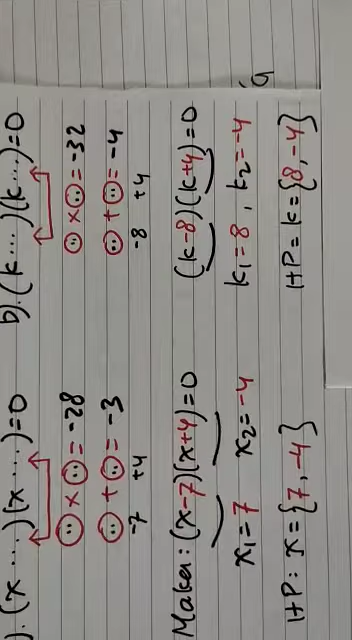 ). (x ...)(x ...)=0
☺ × ☺ = -28
☺ + ☺ = -3
-7 +4
Maka : (x-7)(x+4)=0
x₁=7 x₂=-4
HP: x={7,-4}
b).(k ...)(k ...)=0
☺ × ☺ = -32
☺ + ☺ = -4
-8 +4
(k-8)(k+4)=0
k₁=8 , k₂=-4
HP = k={8,-4}